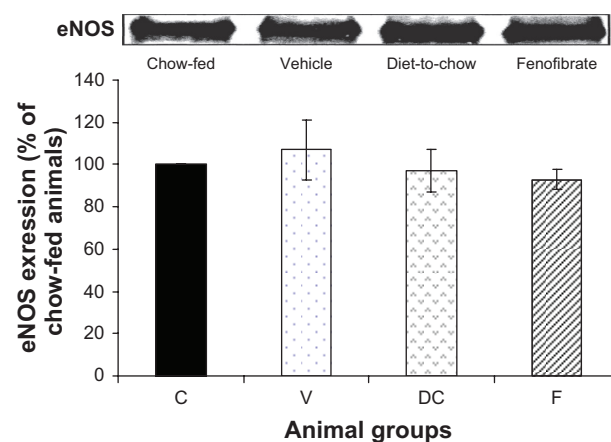 eNOS
Chow-fed Vehicle Diet-to-chow Fenofibrate
eNOS exression (% of
chow-fed animals)
140
120
100
80
60
40
20
0
C V DC F
Animal groups